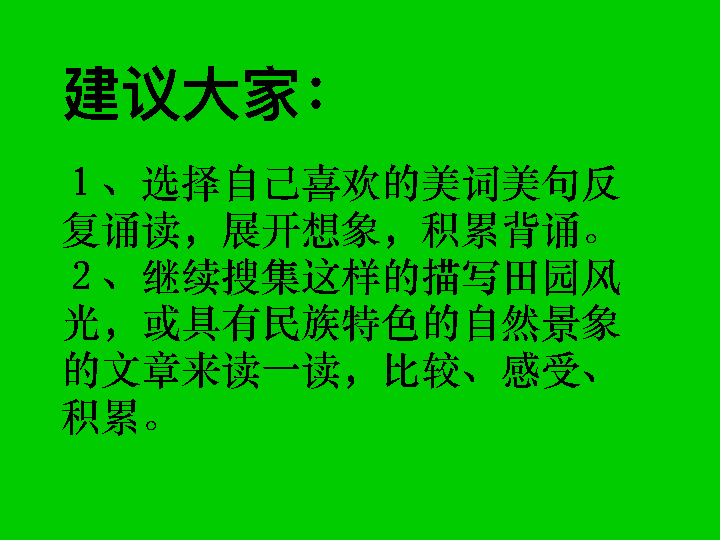 建议大家：
１、选择自己喜欢的美词美句反
复诵读，展开想象，积累背诵。
２、继续搜集这样的描写田园风
光，或具有民族特色的自然景象
的文章来读一读，比较、感受、
积累。